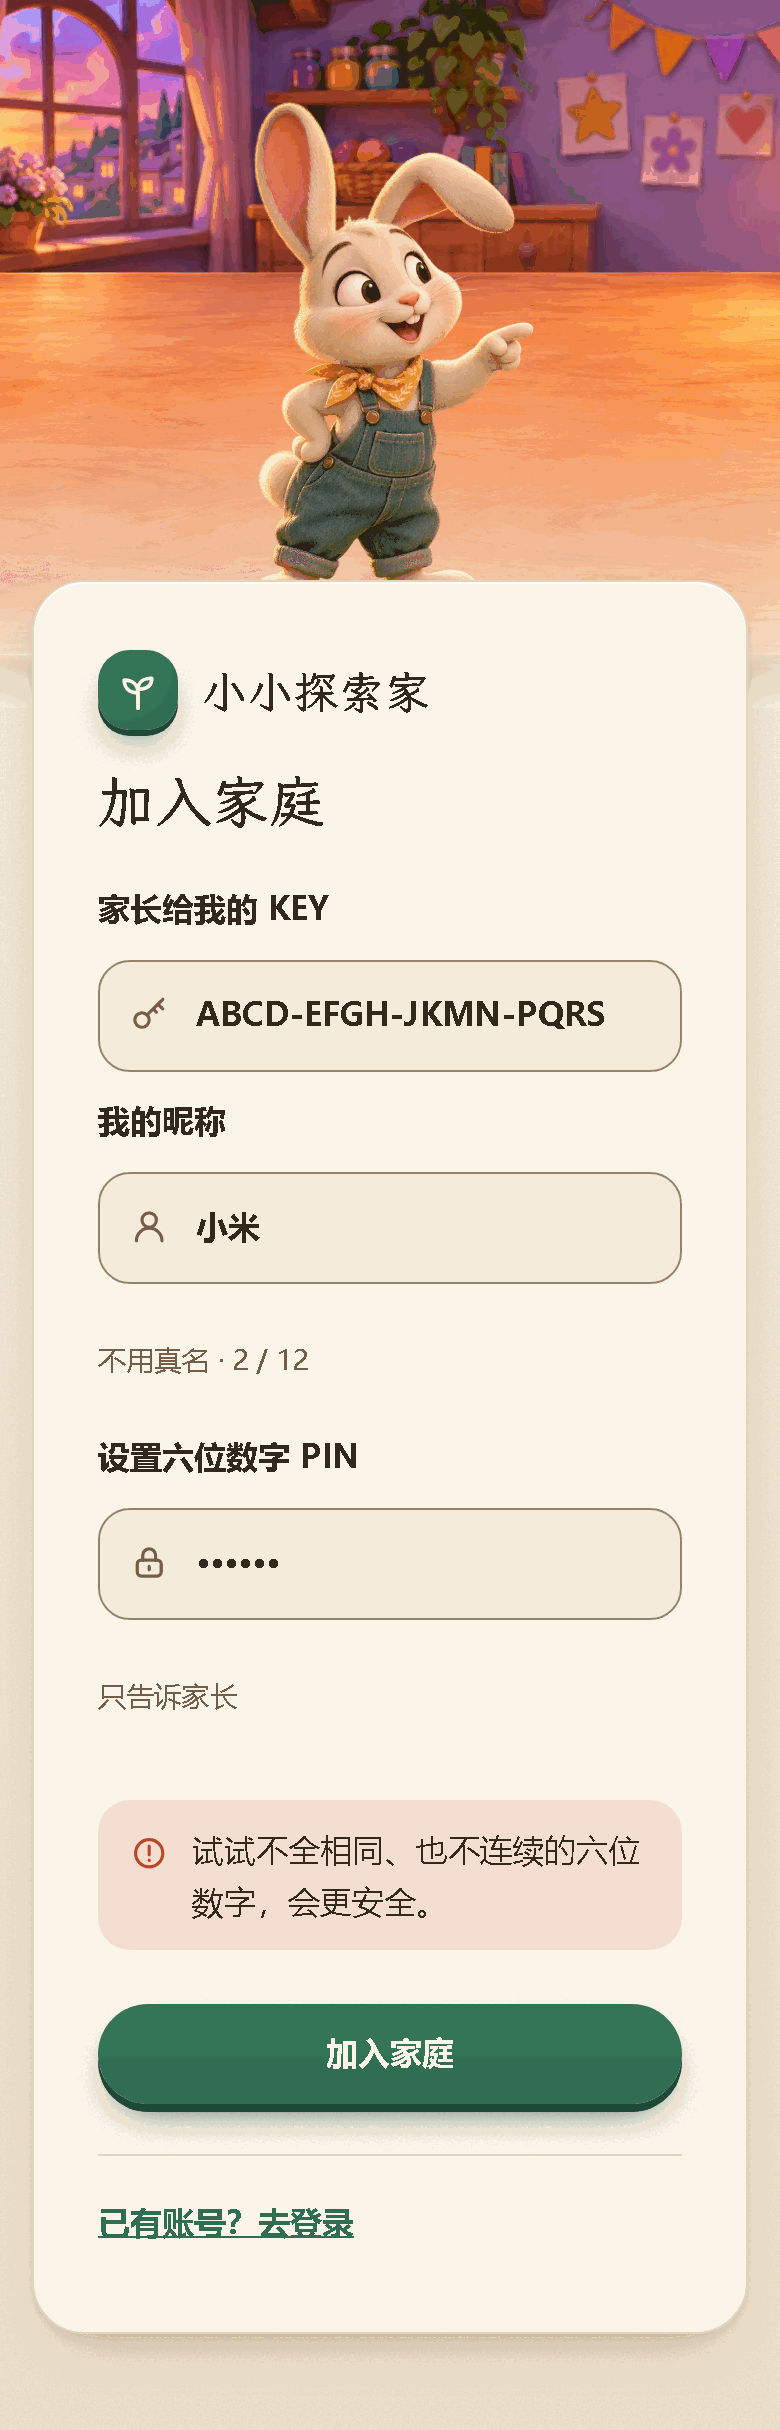 小小探索家
加入家庭
家长给我的 KEY
ABCD-EFGH-JKMN-PQRS
我的昵称
小米
不用真名 · 2 / 12
设置六位数字 PIN
••••••
只告诉家长
试试不全相同、也不连续的六位
数字，会更安全。
加入家庭
已有账号？去登录